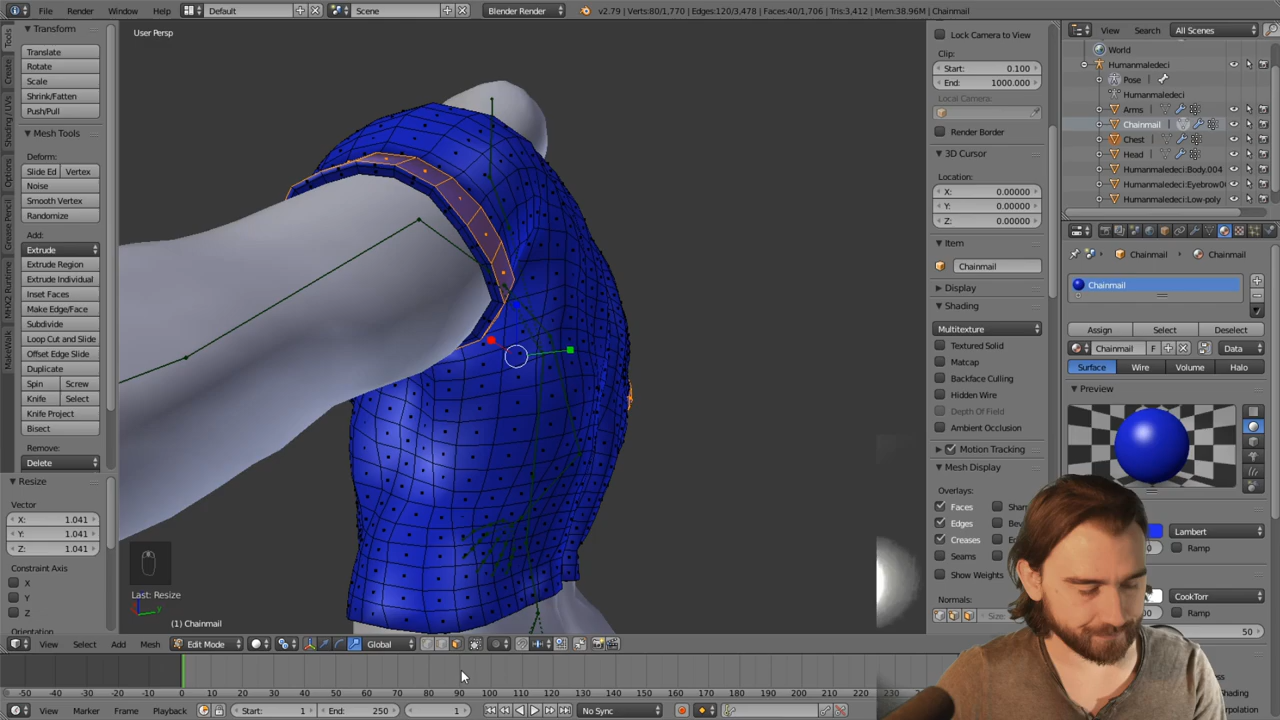 File Render Window Help Default Scene Blender Render v2.79 | Verts:80/1,770 | Edges:120/3,478 | Faces:40/1,706 | Tris:3,412 | Mem:38.96M | Chainmail
Tools
Create
Shading / UVs
Options
Grease Pencil
MHX2 Runtime
MakeWalk
Transform
Translate
Rotate
Scale
Shrink/Fatten
Push/Pull
Mesh Tools
Deform:
Slide Ed Vertex
Noise
Smooth Vertex
Randomize
Add:
Extrude
Extrude Region
Extrude Individual
Inset Faces
Make Edge/Face
Subdivide
Loop Cut and Slide
Offset Edge Slide
Duplicate
Spin Screw
Knife Select
Knife Project
Bisect
Remove:
Delete
Resize
Vector
X: 1.041
Y: 1.041
Z: 1.041
Constraint Axis
X
Y
Z
User Persp
Last: Resize
(1) Chainmail
Lock Camera to View
Clip:
Start: 0.100
End: 1000.000
Local Camera:
Render Border
3D Cursor
Location:
X: 0.00000
Y: 0.00000
Z: 0.00000
Item
Chainmail
Display
Shading
Multitexture
Textured Solid
Matcap
Backface Culling
Hidden Wire
Depth Of Field
Ambient Occlusion
Motion Tracking
Mesh Display
Overlays:
Faces
Edges
Creases
Seams
Show Weights
Normals:
View Search All Scenes
World
Humanmaledeci
Pose
Humanmaledeci
Arms
Chainmail
Chest
Head
Humanmaledeci:Body.004
Humanmaledeci:Low-poly
Chainmail Chainmail
Chainmail
Assign Select Deselect
Chainmail F Data
Surface Wire Volume Halo
Preview
Lambert
Ramp
CookTorr
Ramp
50
View Select Add Mesh Edit Mode Global
-50 -40 -30 -20 -10 0 10 20 30 40 50 60 70 80 90 100 110 120 130 140 150 160 170 180 190 200 210 220
View Marker Frame Playback Start: 1 End: 250 1 No Sync